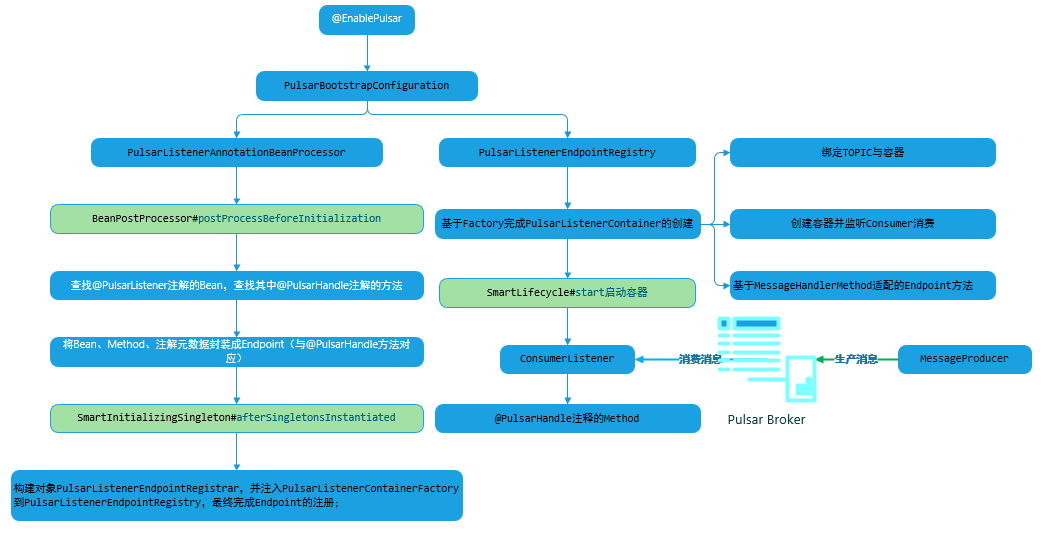 @EnablePulsar
PulsarBootstrapConfiguration
PulsarListenerAnnotationBeanProcessor
PulsarListenerEndpointRegistry
绑定TOPIC与容器
BeanPostProcessor#postProcessBeforeInitialization
基于Factory完成PulsarListenerContainer的创建
创建容器并监听Consumer消费
查找@PulsarListener注解的Bean，查找其中@PulsarHandle注解的方法
SmartLifecycle#start启动容器
基于MessageHandlerMethod适配的Endpoint方法
将Bean、Method、注解元数据封装成Endpoint（与@PulsarHandle方法对
应）
ConsumerListener
消费消息
生产消息
MessageProducer
SmartInitializingSingleton#afterSingletonsInstantiated
@PulsarHandle注释的Method
Pulsar Broker
构建对象PulsarListenerEndpointRegistrar，并注入PulsarListenerContainerFactory
到PulsarListenerEndpointRegistry，最终完成Endpoint的注册；